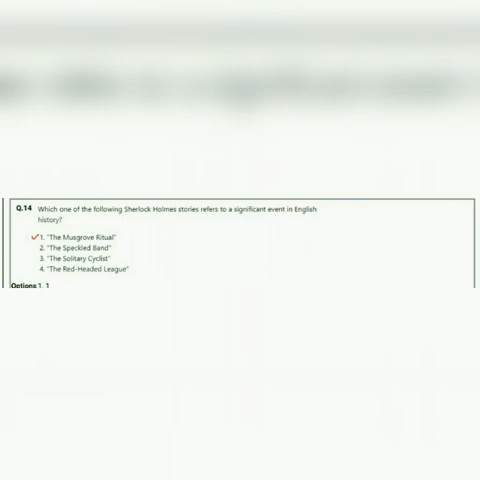 Q.14 Which one of the following Sherlock Holmes stories refers to a significant event in English
history?
1. "The Musgrove Ritual"
2. "The Speckled Band"
3. "The Solitary Cyclist"
4. "The Red-Headed League"
Options 1. 1